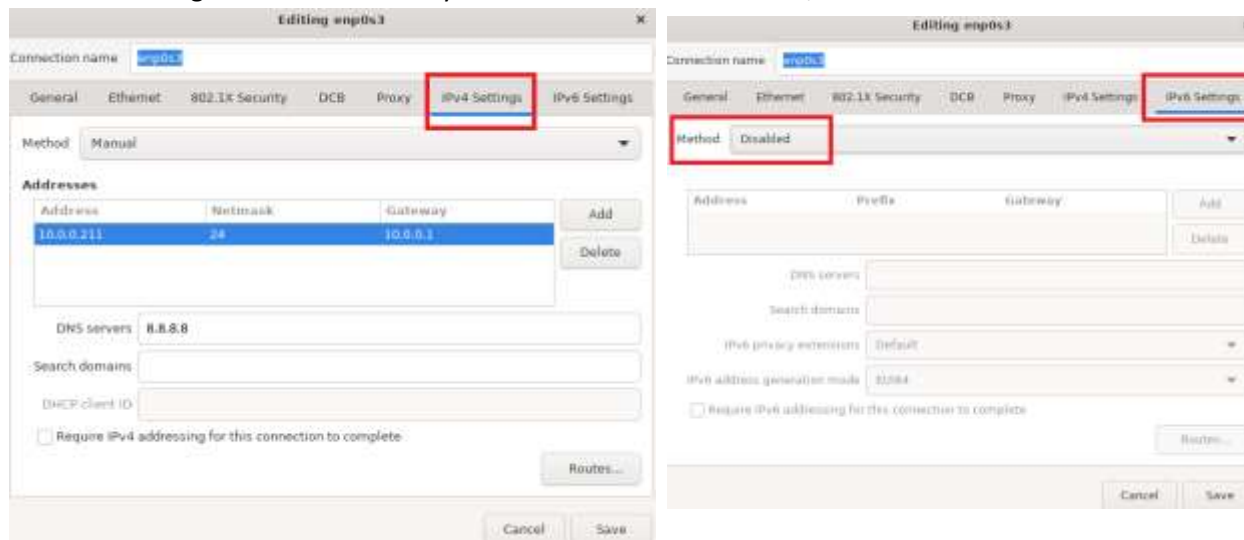 Editing enp0s3
Connection name enp0s3
General Ethernet 802.1X Security DCB Proxy IPv4 Settings IPv6 Settings
Method Manual
Addresses
Address Netmask Gateway
10.0.0.211 24 10.0.0.1
Add
Delete
DNS servers 8.8.8.8
Search domains
DHCP client ID
Require IPv4 addressing for this connection to complete
Routes...
Cancel Save
Editing enp0s3
Connection name enp0s3
General Ethernet 802.1X Security DCB Proxy IPv4 Settings IPv6 Settings
Method Disabled
Address Prefix Gateway
Add
Delete
DNS servers
Search domains
IPv6 privacy extensions Default
IPv6 address generation mode EUI64
Require IPv6 addressing for this connection to complete
Routes...
Cancel Save